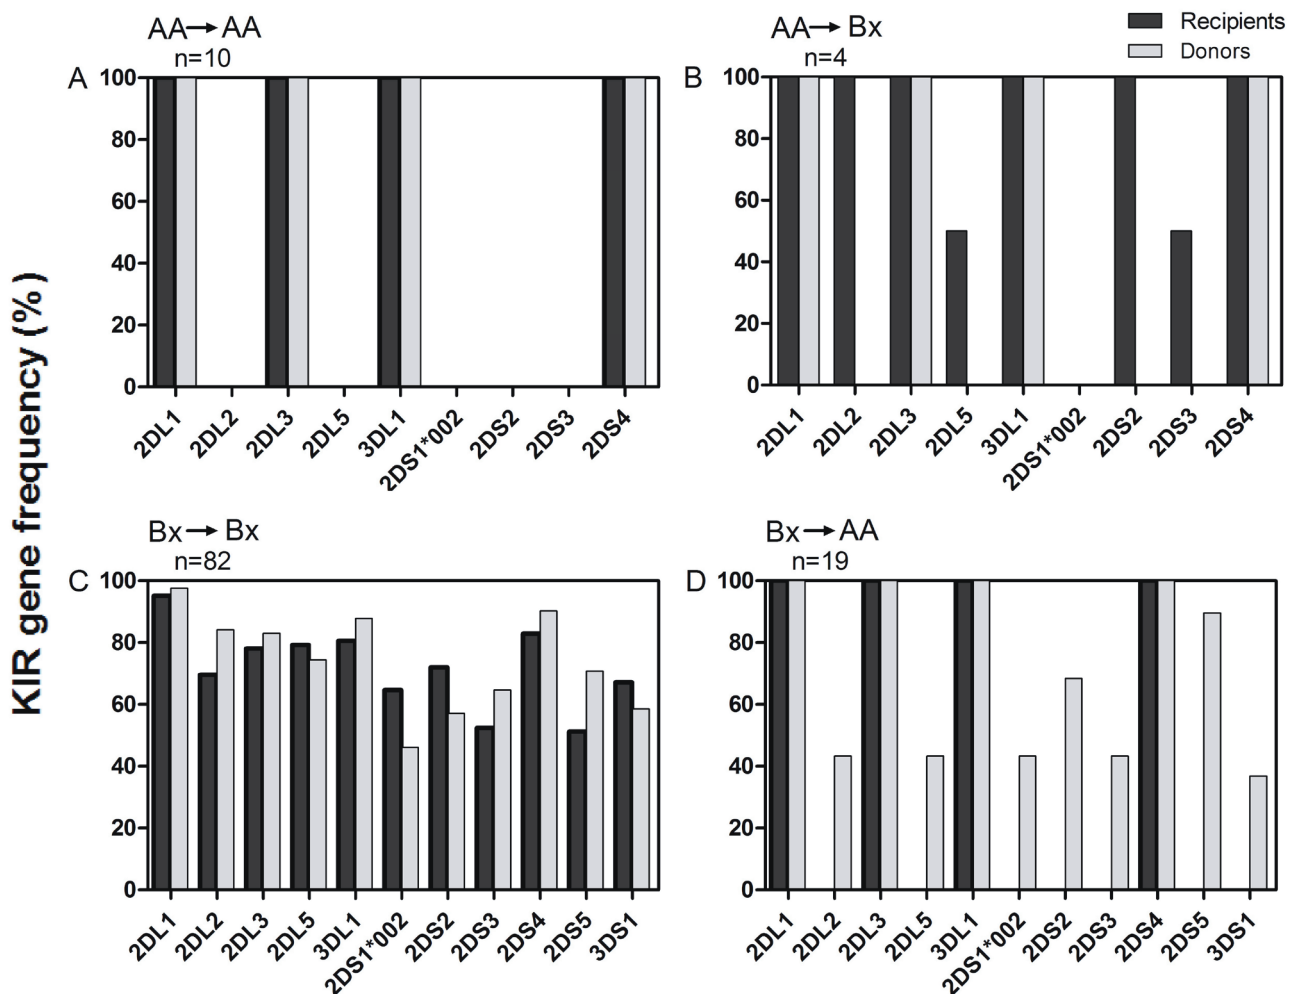 AA→AA
n=10
AA→Bx
n=4
Recipients
Donors
KIR gene frequency (%)
A
100
80
60
40
20
0
2DL1
2DL2
2DL3
2DL5
3DL1
2DS1*002
2DS2
2DS3
2DS4
B
100
80
60
40
20
0
2DL1
2DL2
2DL3
2DL5
3DL1
2DS1*002
2DS2
2DS3
2DS4
Bx→Bx
n=82
C
100
80
60
40
20
0
2DL1
2DL2
2DL3
2DL5
3DL1
2DS1*002
2DS2
2DS3
2DS4
2DS5
3DS1
Bx→AA
n=19
D
100
80
60
40
20
0
2DL1
2DL2
2DL3
2DL5
3DL1
2DS1*002
2DS2
2DS3
2DS4
2DS5
3DS1